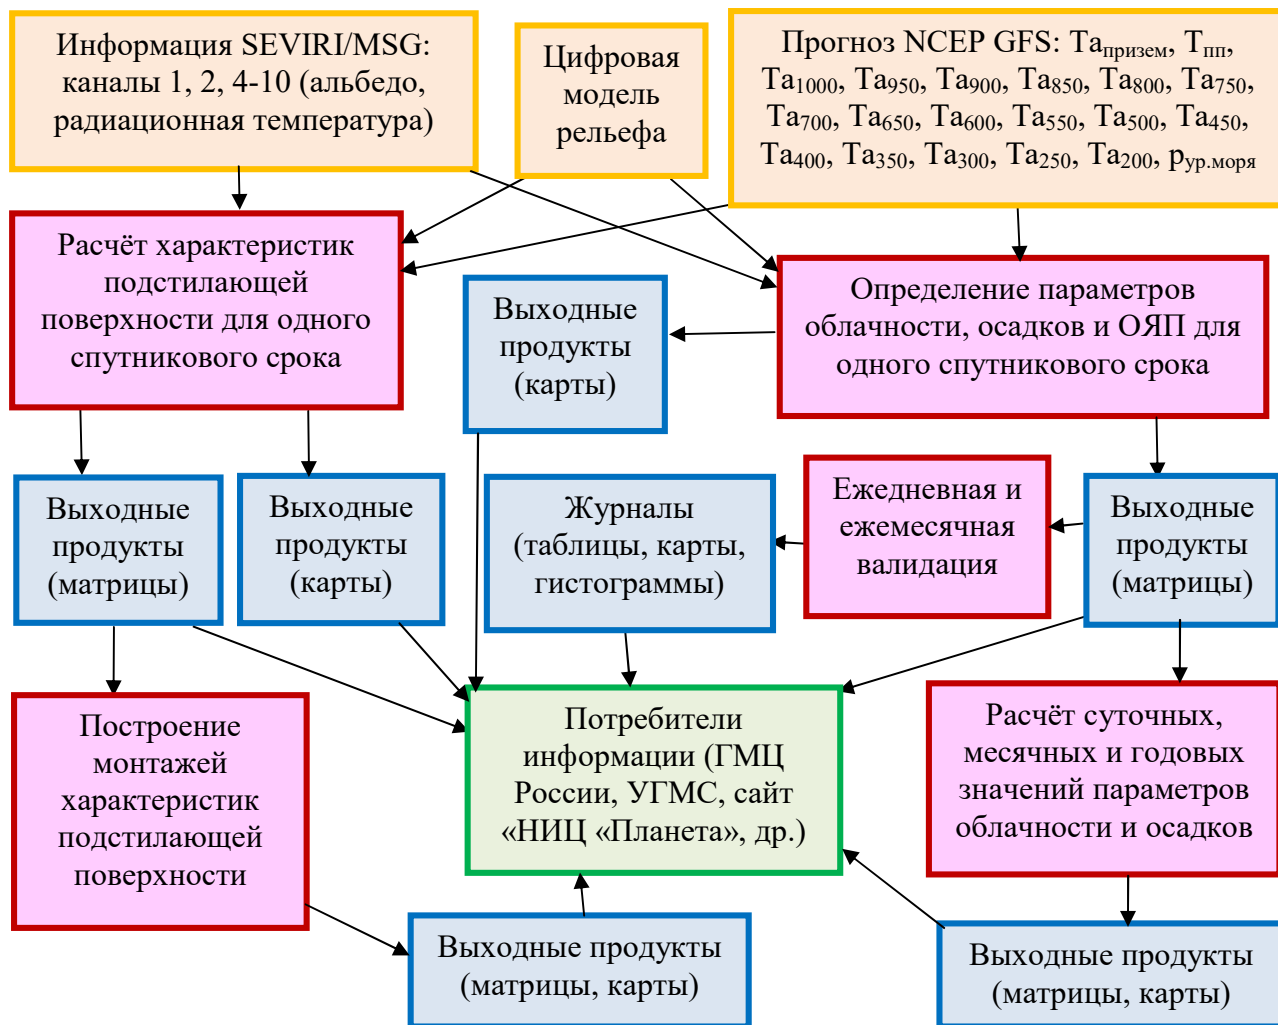 Информация SEVIRI/MSG:
каналы 1, 2, 4-10 (альбедо,
радиационная температура)
Цифровая
модель
рельефа
Прогноз NCEP GFS: Taпризем, Tпп,
Ta1000, Ta950, Ta900, Ta850, Ta800, Ta750,
Ta700, Ta650, Ta600, Ta550, Ta500, Ta450,
Ta400, Ta350, Ta300, Ta250, Ta200, pур.моря
Расчёт характеристик
подстилающей
поверхности для одного
спутникового срока
Выходные
продукты
(карты)
Определение параметров
облачности, осадков и ОЯП для
одного спутникового срока
Выходные
продукты
(матрицы)
Выходные
продукты
(карты)
Журналы
(таблицы, карты,
гистограммы)
Ежедневная и
ежемесячная
валидация
Выходные
продукты
(матрицы)
Построение
монтажей
характеристик
подстилающей
поверхности
Потребители
информации (ГМЦ
России, УГМС, сайт
«НИЦ «Планета», др.)
Расчёт суточных,
месячных и годовых
значений параметров
облачности и осадков
Выходные продукты
(матрицы, карты)
Выходные продукты
(матрицы, карты)